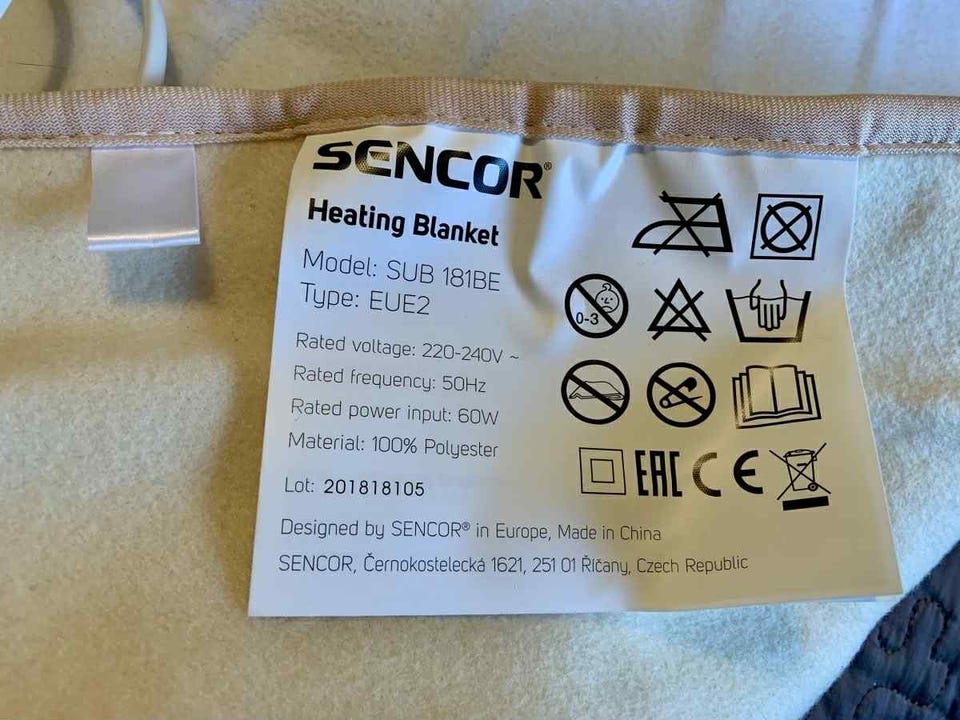 SENCOR®
Heating Blanket
Model: SUB 181BE
Type: EUE2
Rated voltage: 220-240V ~
Rated frequency: 50Hz
Rated power input: 60W
Material: 100% Polyester
Lot: 201818105
0-3
EAC CE
Designed by SENCOR® in Europe, Made in China
SENCOR, Černokostelecká 1621, 251 01 Říčany, Czech Republic